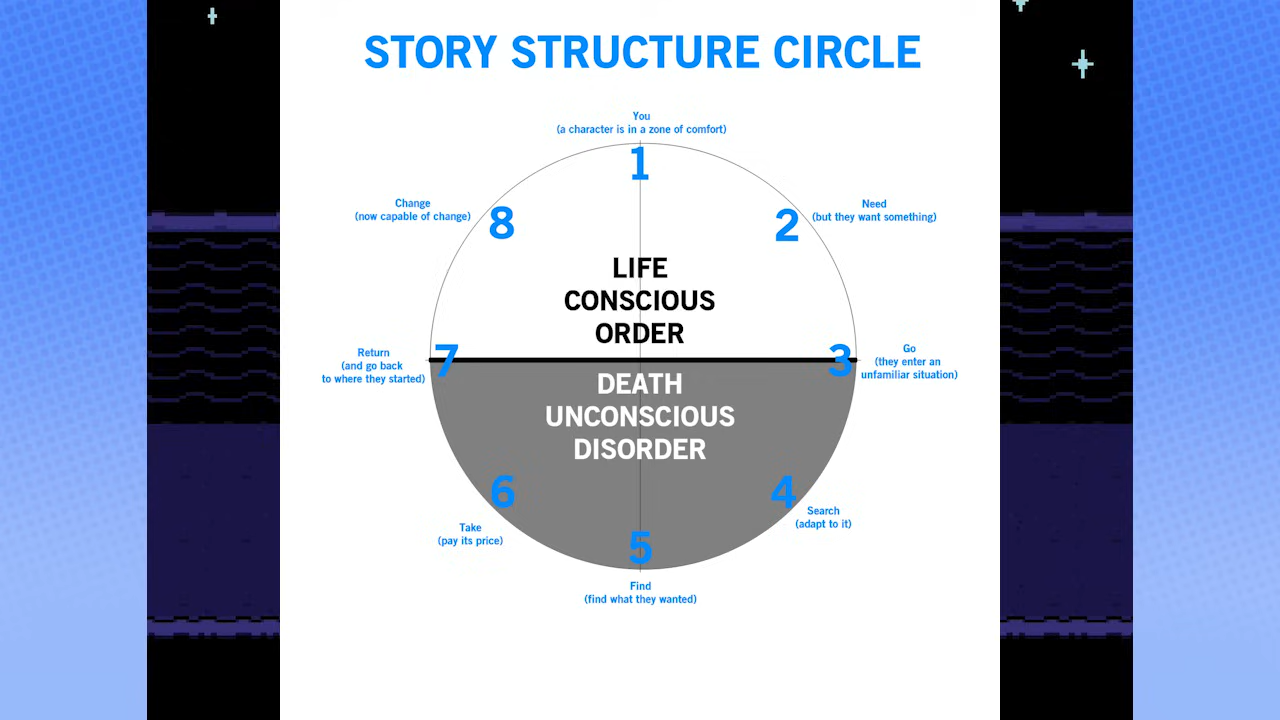 STORY STRUCTURE CIRCLE
You
(a character is in a zone of comfort)
1
Change
(now capable of change)
8
2
Need
(but they want something)
LIFE
CONSCIOUS
ORDER
Return
(and go back
to where they started)
7
3
Go
(they enter an
unfamiliar situation)
DEATH
UNCONSCIOUS
DISORDER
6
Take
(pay its price)
4
Search
(adapt to it)
5
Find
(find what they wanted)